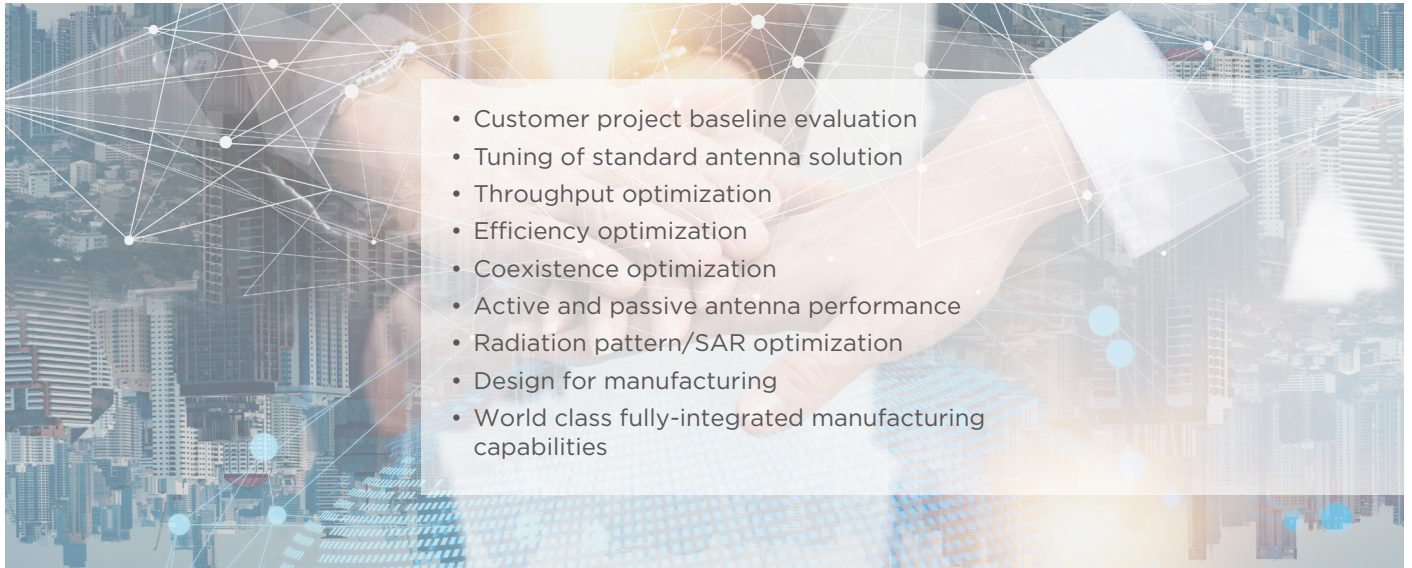 • Customer project baseline evaluation
• Tuning of standard antenna solution
• Throughput optimization
• Efficiency optimization
• Coexistence optimization
• Active and passive antenna performance
• Radiation pattern/SAR optimization
• Design for manufacturing
• World class fully-integrated manufacturing
capabilities